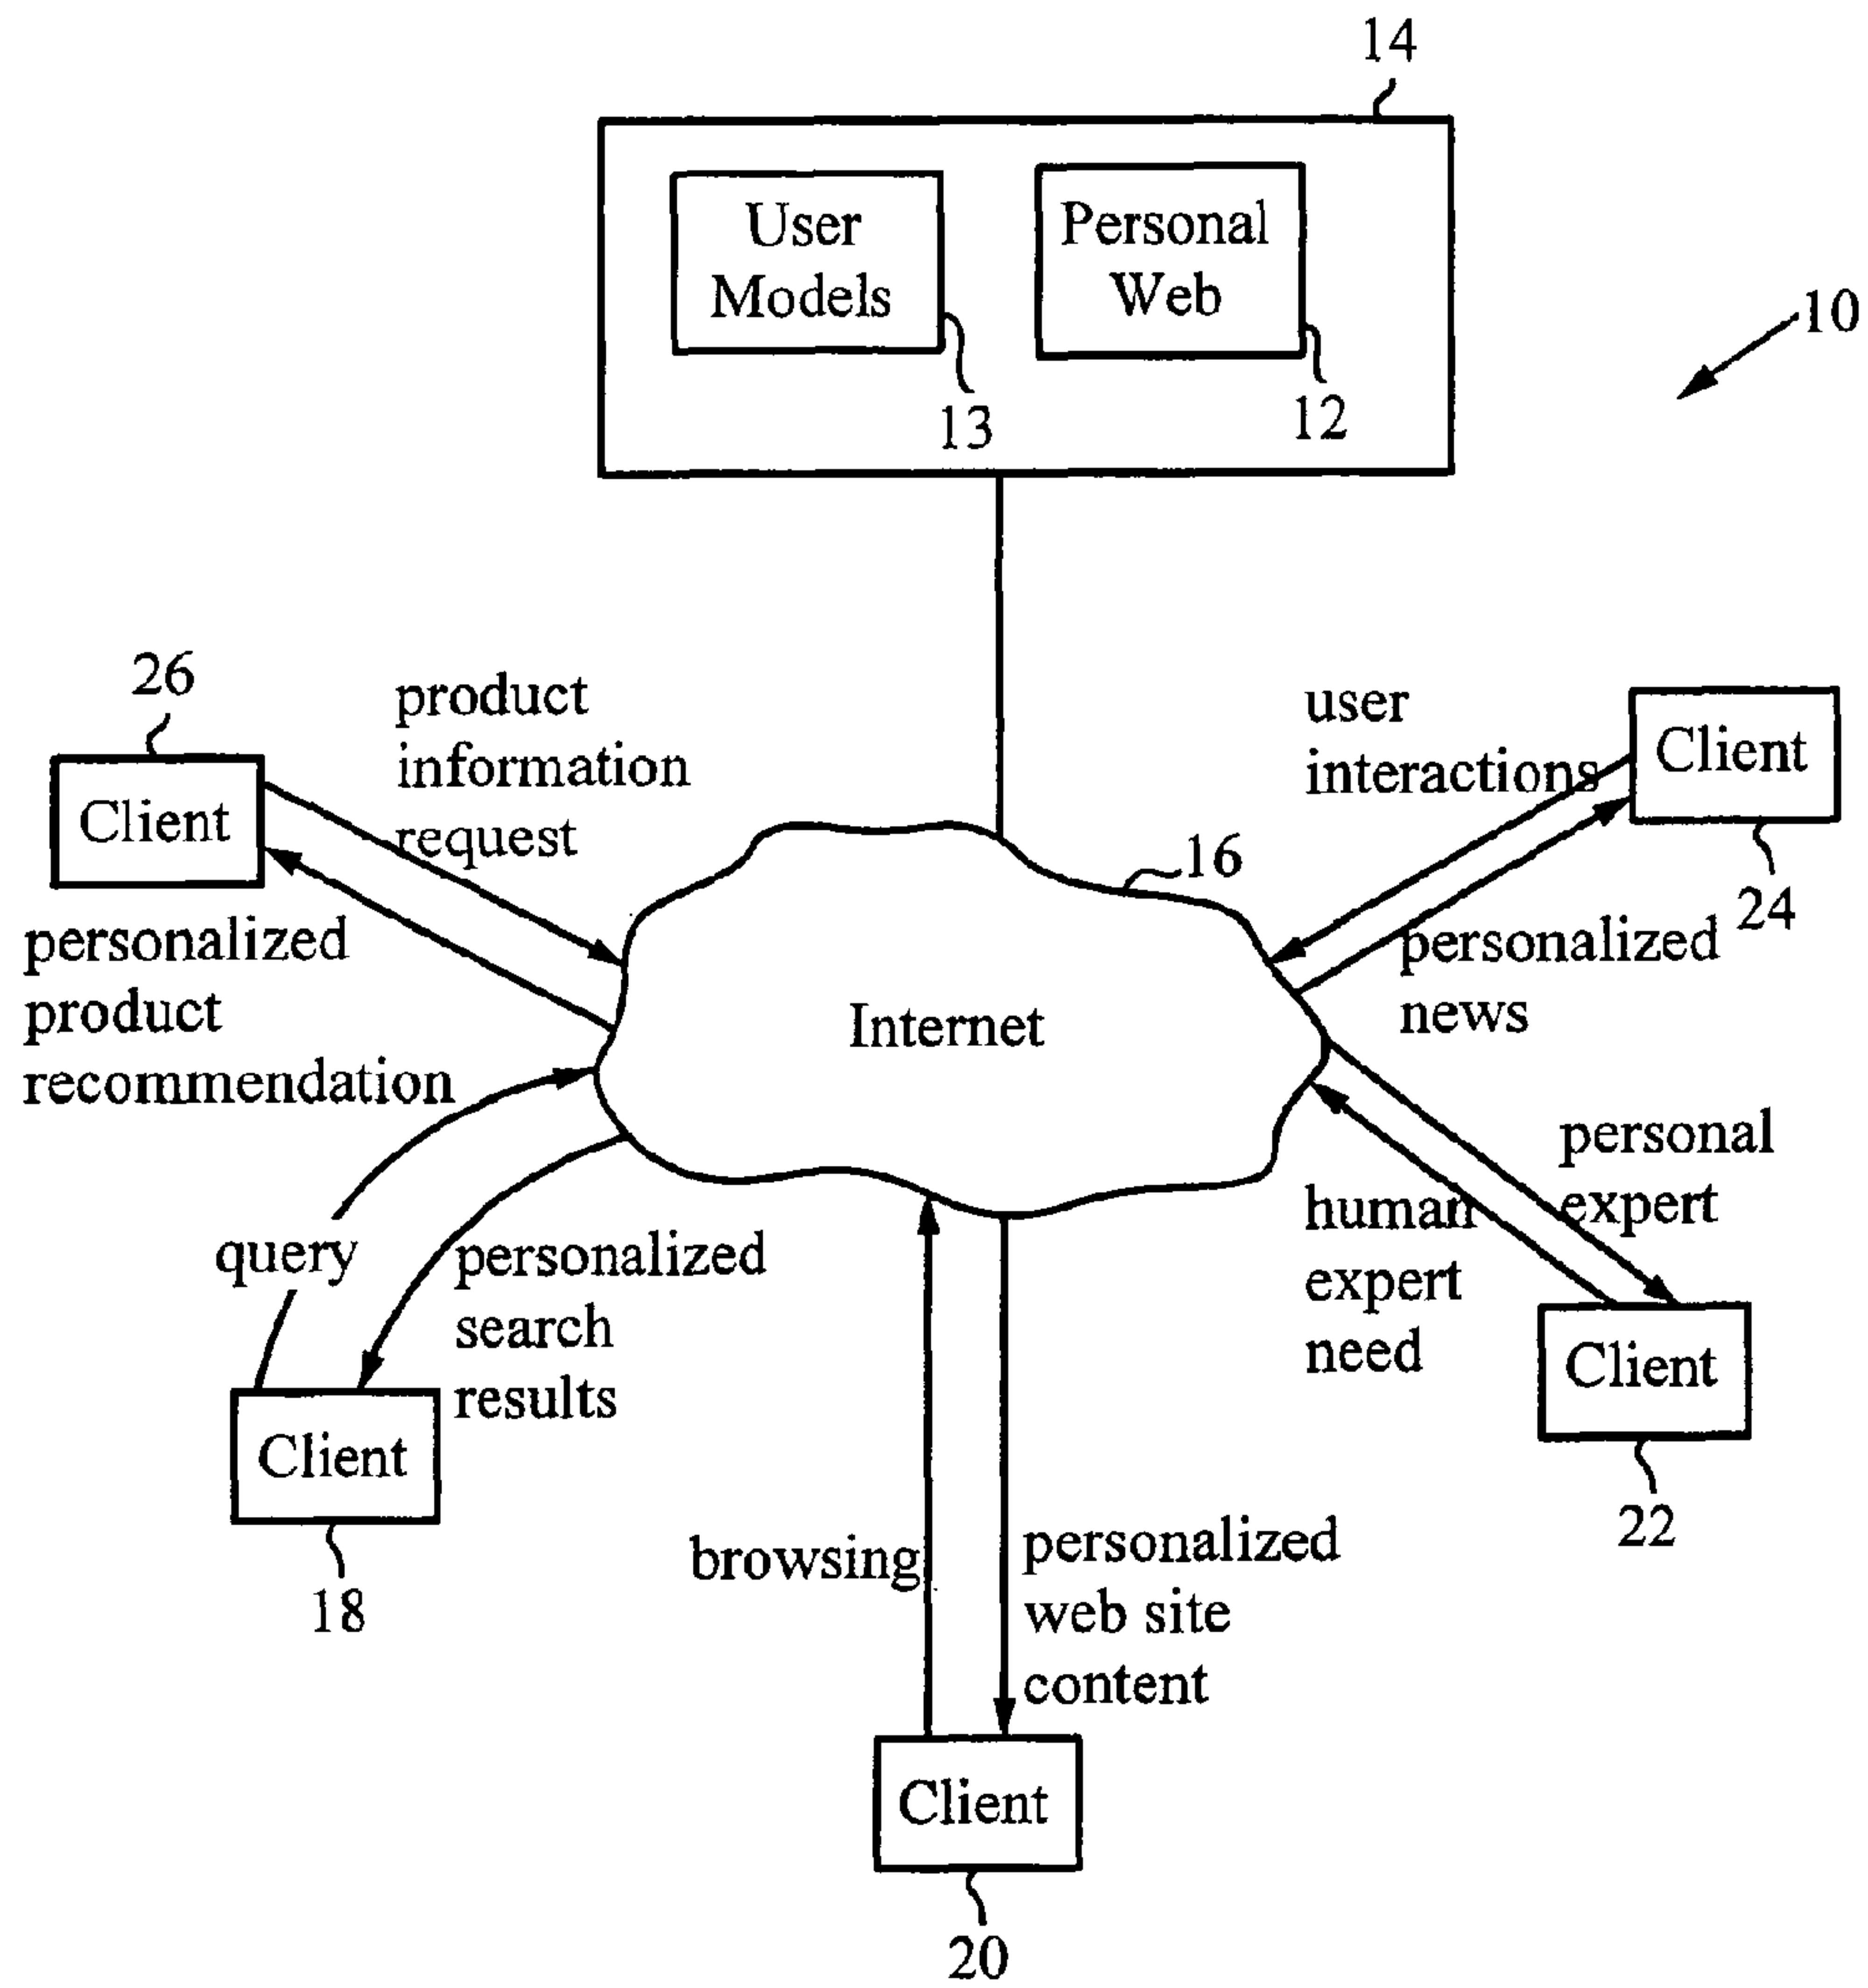 14
User
Models
Personal
Web
10
13
12
26
product
information
request
Client
user
interactions
Client
16
24
personalized
product
recommendation
personalized
news
Internet
personal
expert
human
expert
need
query
personalized
search
results
Client
18
Client
22
browsing
personalized
web site
content
Client
20